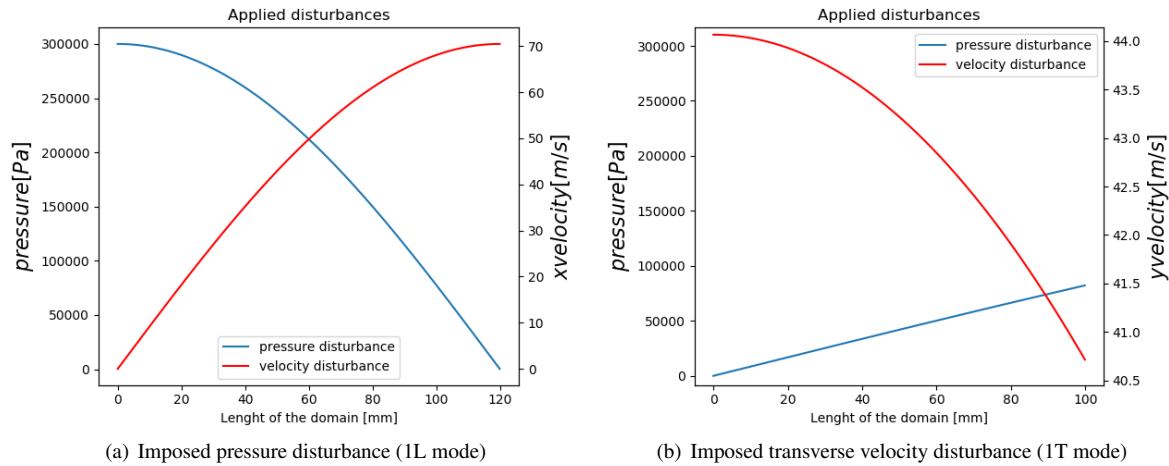 Applied disturbances
300000
250000
200000
150000
100000
50000
0
pressure[Pa]
70
60
50
40
30
20
10
0
xvelocity[m/s]
pressure disturbance
velocity disturbance
0 20 40 60 80 100 120
Lenght of the domain [mm]
(a) Imposed pressure disturbance (1L mode)
Applied disturbances
300000
250000
200000
150000
100000
50000
0
pressure[Pa]
pressure disturbance
velocity disturbance
44.0
43.5
43.0
42.5
42.0
41.5
41.0
40.5
yvelocity[m/s]
0 20 40 60 80 100
Lenght of the domain [mm]
(b) Imposed transverse velocity disturbance (1T mode)